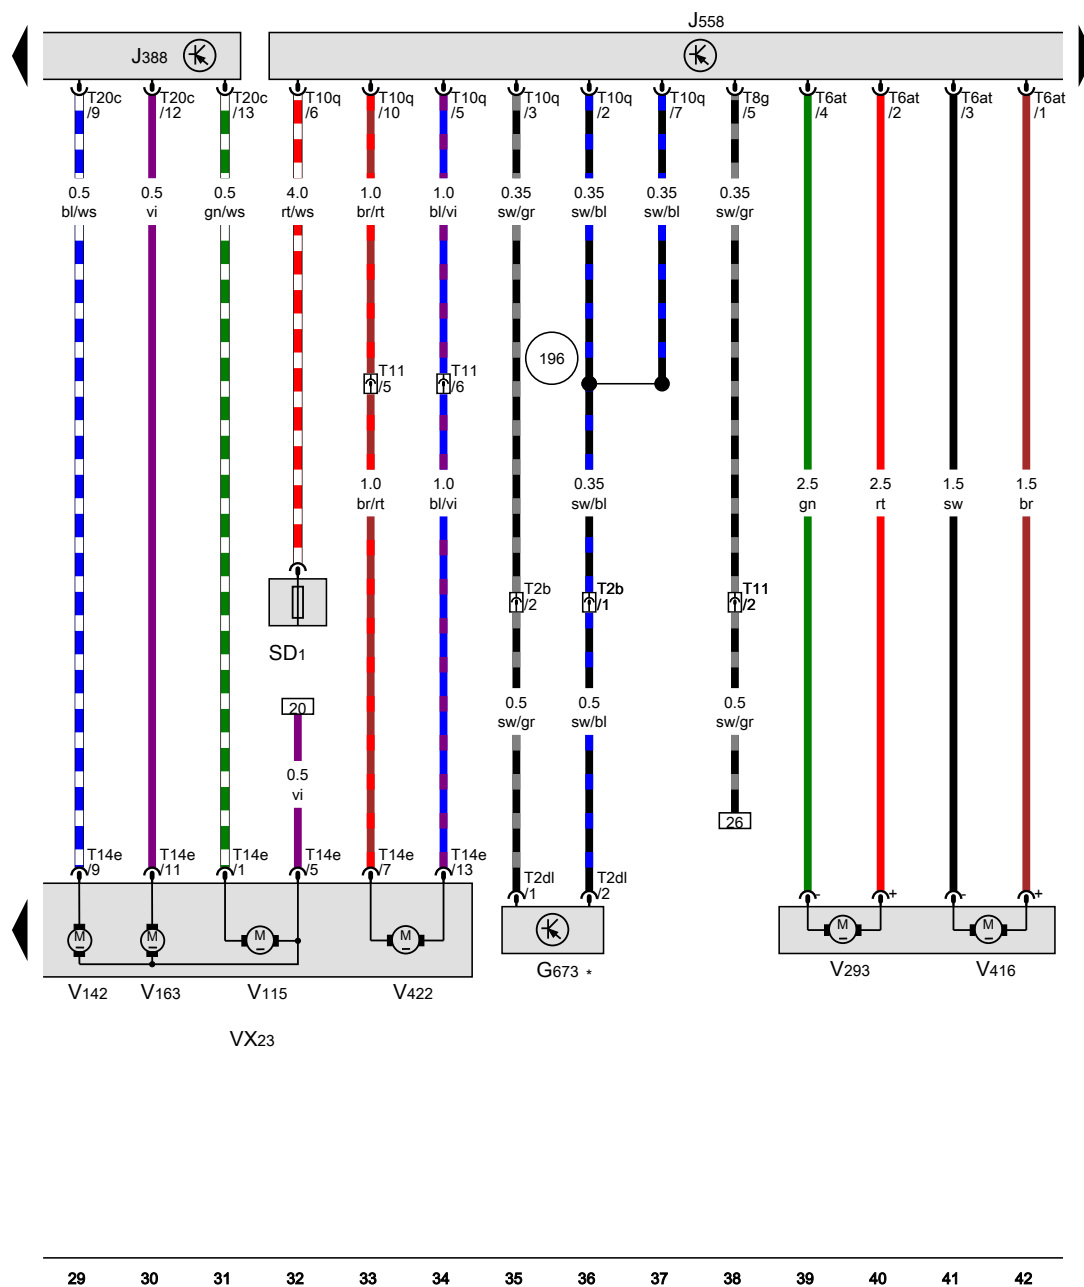 J558
J388
T20c
/9
T20c
/12
T20c
/13
T10q
/6
T10q
/10
T10q
/5
T10q
/3
T10q
/2
T10q
/7
T8g
/5
T6at
/4
T6at
/2
T6at
/3
T6at
/1
0.5
bl/ws
0.5
vi
0.5
gn/ws
4.0
rt/ws
1.0
br/rt
1.0
bl/vi
0.35
sw/gr
0.35
sw/bl
0.35
sw/bl
0.35
sw/gr
196
T11
/5
T11
/6
1.0
br/rt
1.0
bl/vi
0.35
sw/bl
2.5
gn
2.5
rt
1.5
sw
1.5
br
T2b
/2
T2b
/1
T11
/2
SD1
20
0.5
sw/gr
0.5
sw/bl
0.5
sw/gr
0.5
vi
26
T14e
/9
T14e
/11
T14e
/1
T14e
/5
T14e
/7
T14e
/13
T2dl
/1
T2dl
/2
- + - +
M M M M M M
G673 *
V293
V416
V142
V163
V115
V422
VX23
29 30 31 32 33 34 35 36 37 38 39 40 41 42